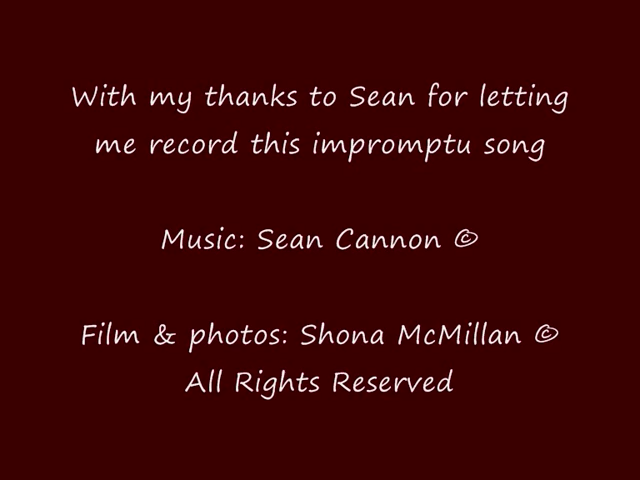 With my thanks to Sean for letting
me record this impromptu song
Music: Sean Cannon ©
Film & photos: Shona McMillan ©
All Rights Reserved